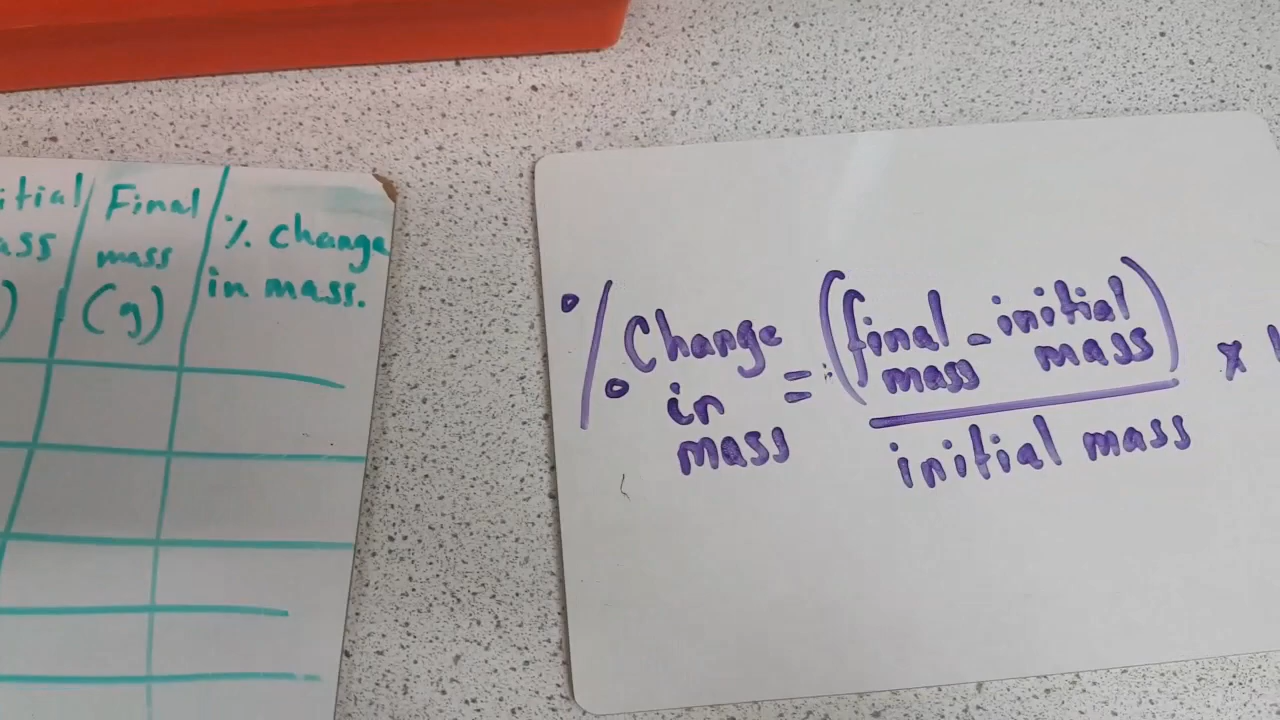 Final
mass
(g)
% change
in mass.
% Change
in
mass
= (final - initial
mass mass)
initial mass
×